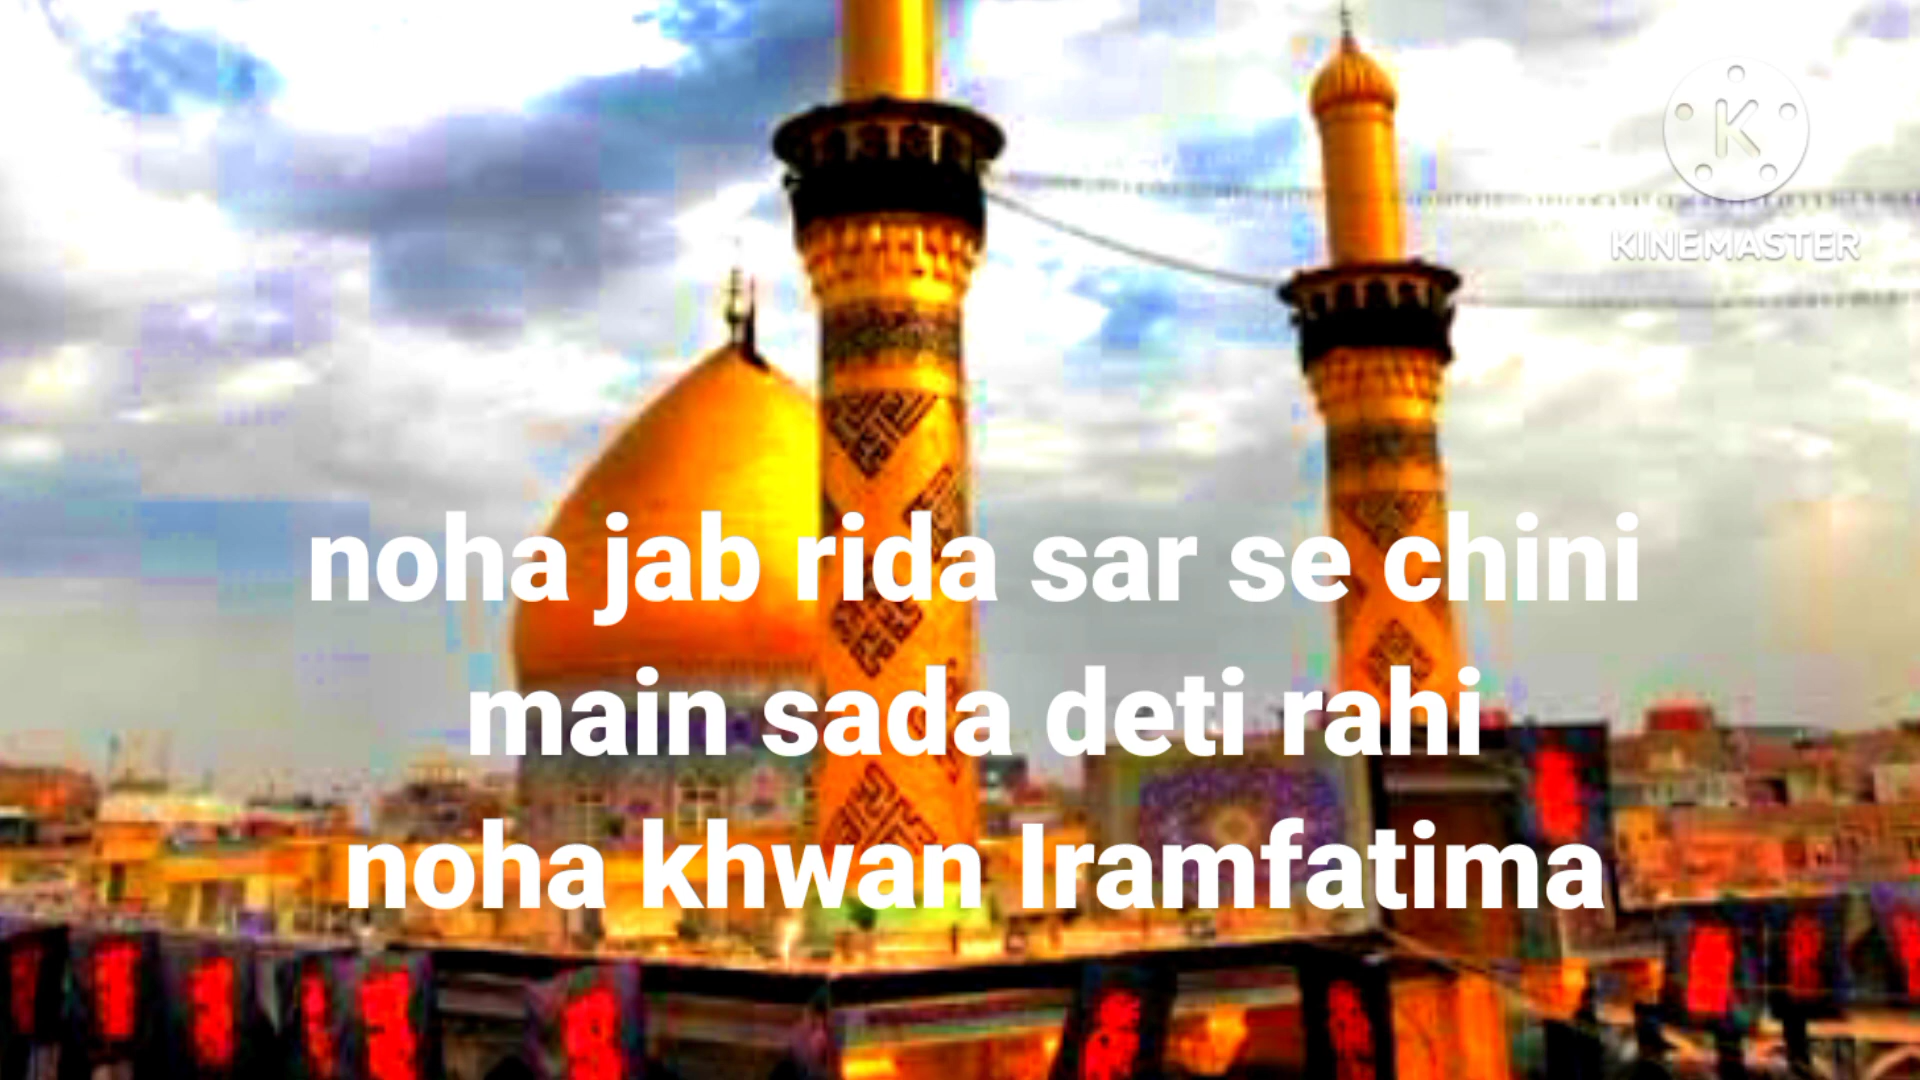 KINEMASTER
noha jab rida sar se chini
main sada deti rahi
noha khwan Iramfatima